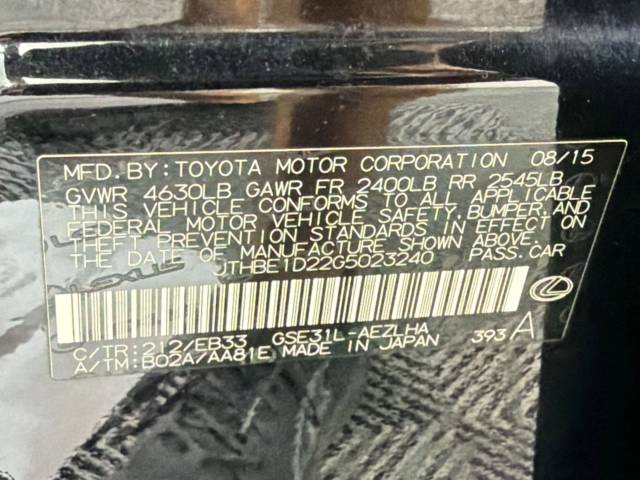 MFD. BY: TOYOTA MOTOR CORPORATION 08/15
GVWR 4630LB GAWR FR 2400LB RR 2545LB
THIS VEHICLE CONFORMS TO ALL APPLICABLE
FEDERAL MOTOR VEHICLE SAFETY, BUMPER, AND
THEFT PREVENTION STANDARDS IN EFFECT ON
THE DATE OF MANUFACTURE SHOWN ABOVE.
JTHBE1D22G5023240 PASS. CAR
LEXUS
C/TR: 212/EB33 GSE31L-AEZLHA 393 A
A/TM: B02A/AA81E MADE IN JAPAN